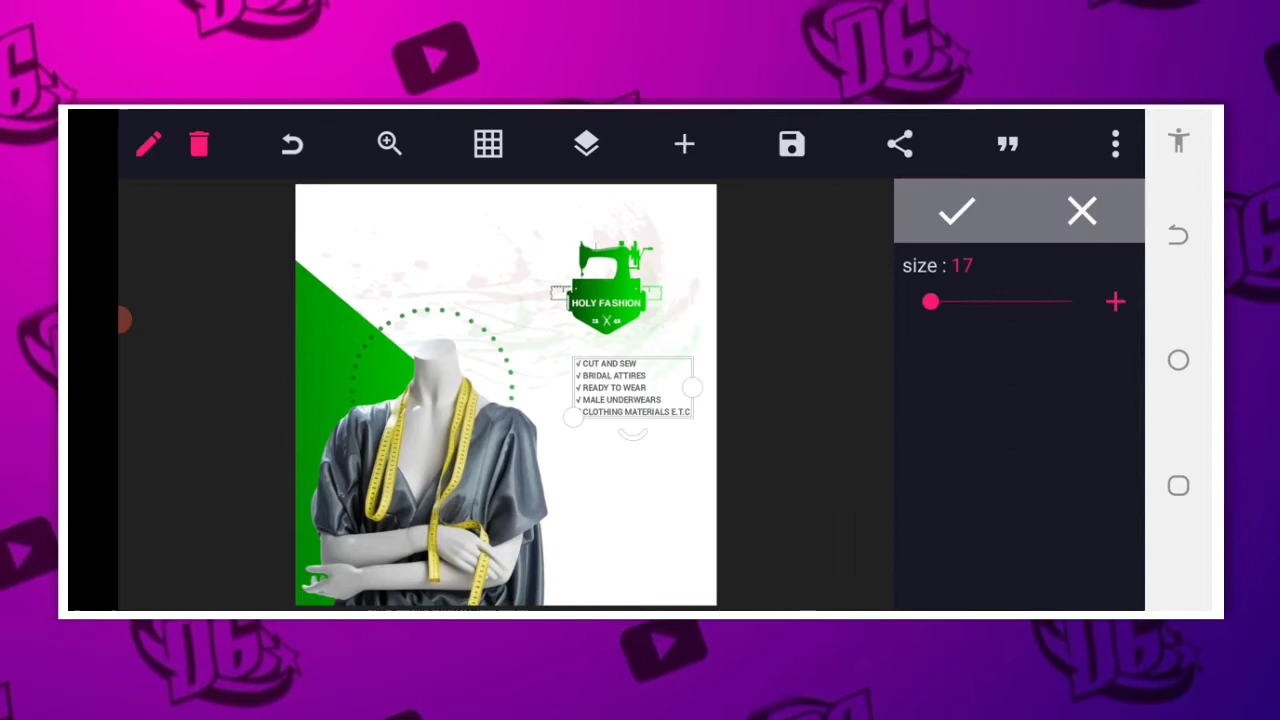 size : 17
HOLY FASHION
√ CUT AND SEW
√ BRIDAL ATTIRES
√ READY TO WEAR
√ MALE UNDERWEARS
CLOTHING MATERIALS E.T.C